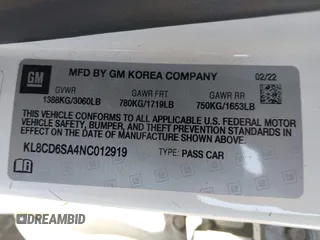 GM
MFD BY GM KOREA COMPANY
02/22
GVWR GAWR FRT GAWR RR
1388KG/3060LB 780KG/1719LB 750KG/1653LB
THIS VEHICLE CONFORMS TO ALL APPLICABLE U.S. FEDERAL MOTOR
VEHICLE SAFETY, BUMPER, AND THEFT PREVENTION STANDARDS
IN EFFECT ON THE DATE OF MANUFACTURE SHOWN ABOVE.
KL8CD6SA4NC012919 TYPE: PASS CAR
DEALERS GEAR